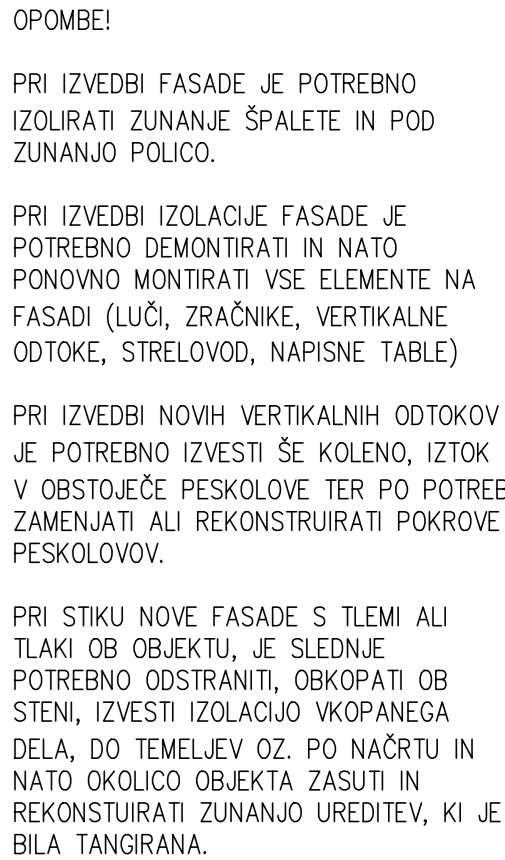 OPOMBE!
PRI IZVEDBI FASADE JE POTREBNO
IZOLIRATI ZUNANJE ŠPALETE IN POD
ZUNANJO POLICO.
PRI IZVEDBI IZOLACIJE FASADE JE
POTREBNO DEMONTIRATI IN NATO
PONOVNO MONTIRATI VSE ELEMENTE NA
FASADI (LUČI, ZRAČNIKE, VERTIKALNE
ODTOKE, STRELOVOD, NAPISNE TABLE)
PRI IZVEDBI NOVIH VERTIKALNIH ODTOKOV
JE POTREBNO IZVESTI ŠE KOLENO, IZTOK
V OBSTOJEČE PESKOLOVE TER PO POTREB
ZAMENJATI ALI REKONSTRUIRATI POKROVE
PESKOLOVOV.
PRI STIKU NOVE FASADE S TLEMI ALI
TLAKI OB OBJEKTU, JE SLEDNJE
POTREBNO ODSTRANITI, OBKOPATI OB
STENI, IZVESTI IZOLACIJO VKOPANEGA
DELA, DO TEMELJEV OZ. PO NAČRTU IN
NATO OKOLICO OBJEKTA ZASUTI IN
REKONSTUIRATI ZUNANJO UREDITEV, KI JE
BILA TANGIRANA.